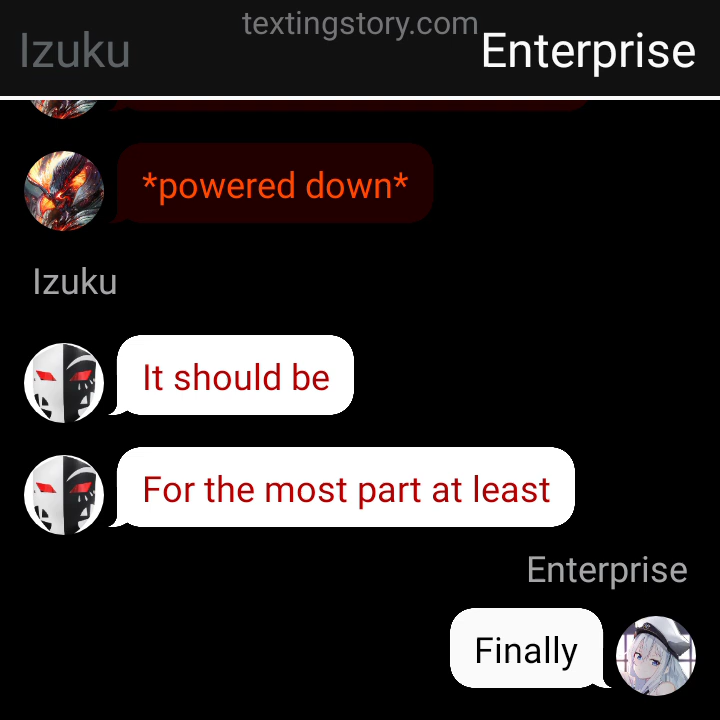 textingstory.com
Izuku
Enterprise
*powered down*
Izuku
It should be
For the most part at least
Enterprise
Finally